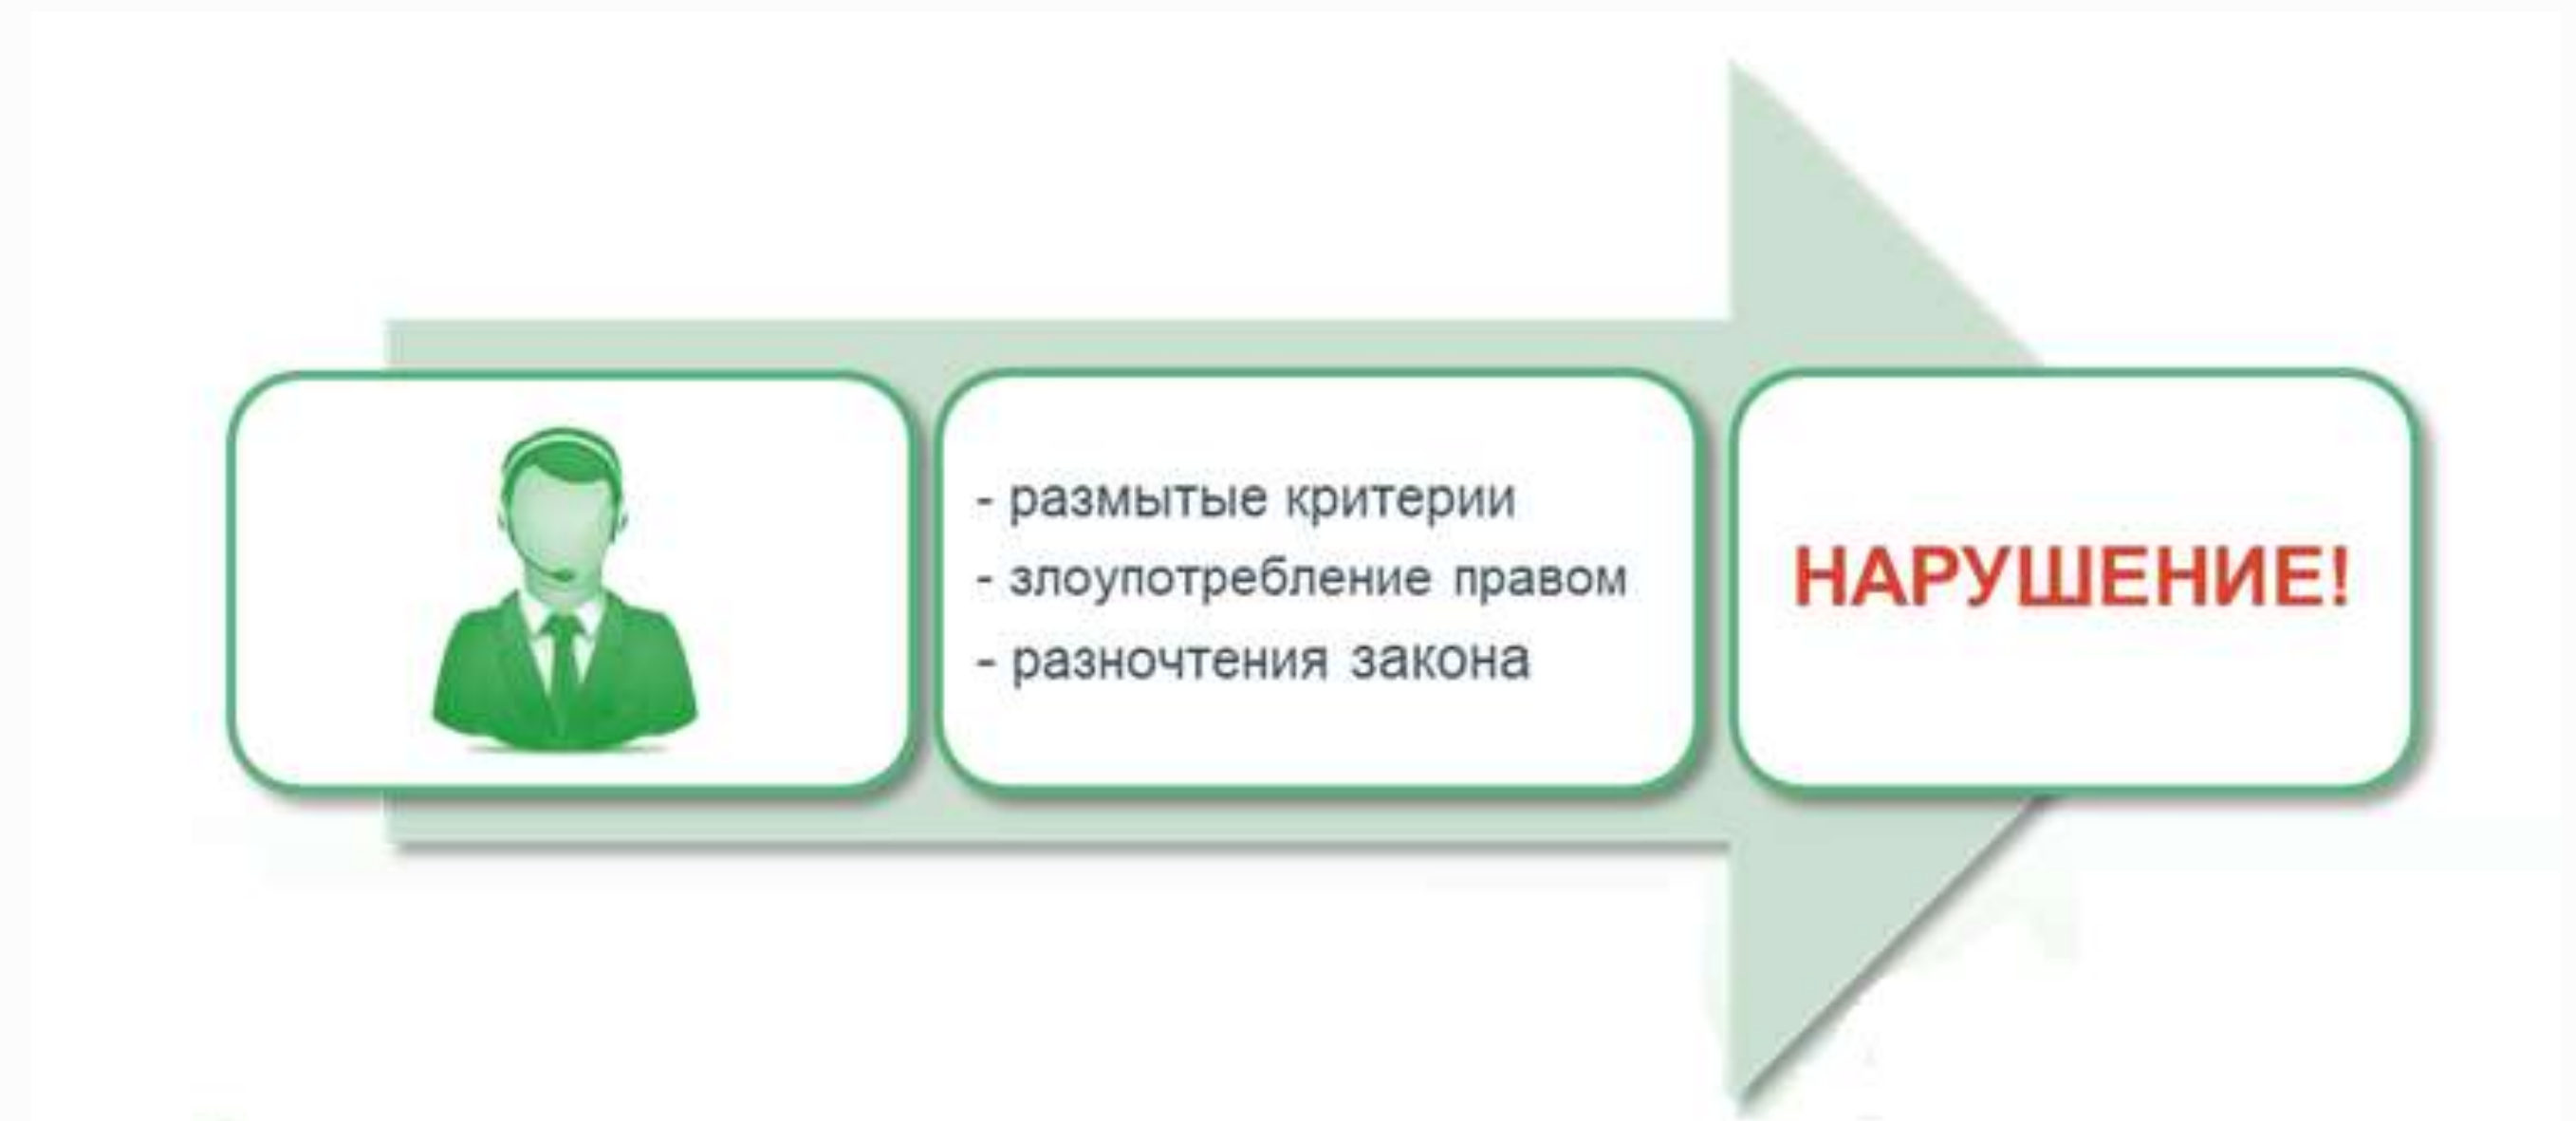 - размытые критерии
- злоупотребление правом
- разночтения закона
НАРУШЕНИЕ!